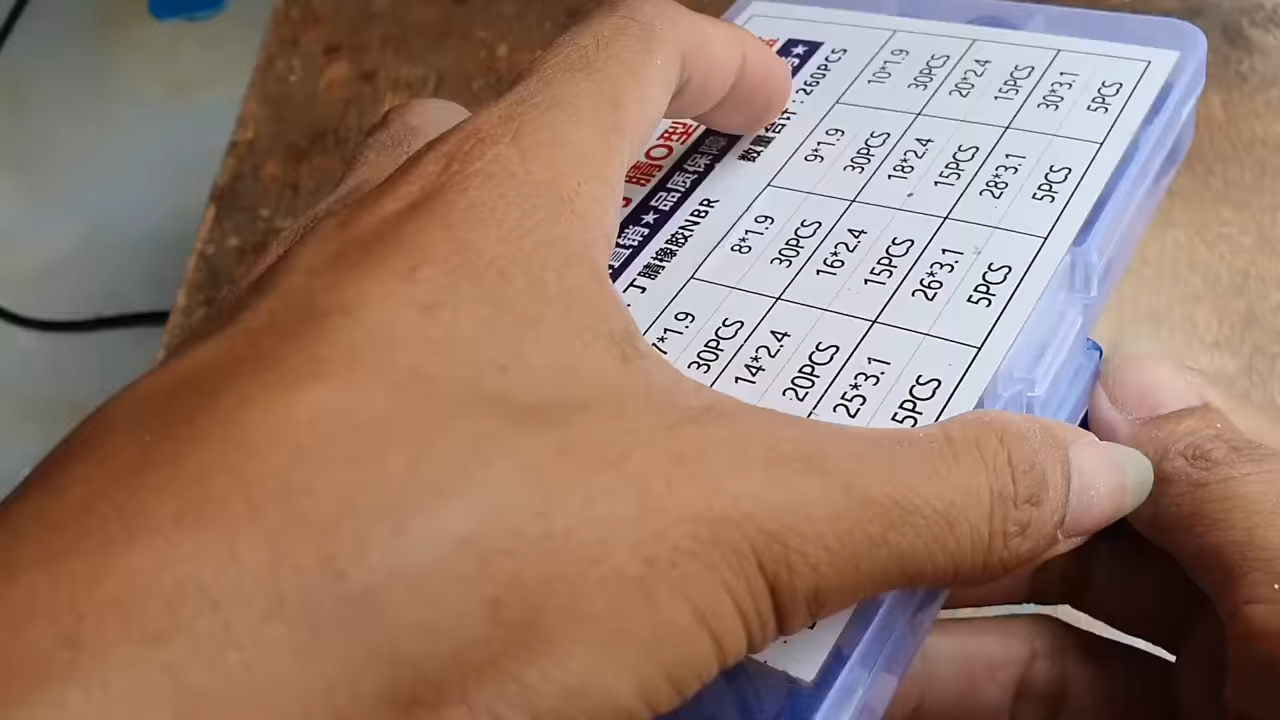 腈O型
直销★品质保障
丁腈橡胶NBR
数量合计：260PCS
7*1.9 8*1.9 9*1.9 10*1.9
30PCS 30PCS 30PCS 30PCS
14*2.4 16*2.4 18*2.4 20*2.4
20PCS 15PCS 15PCS 15PCS
25*3.1 26*3.1 28*3.1 30*3.1
5PCS 5PCS 5PCS 5PCS